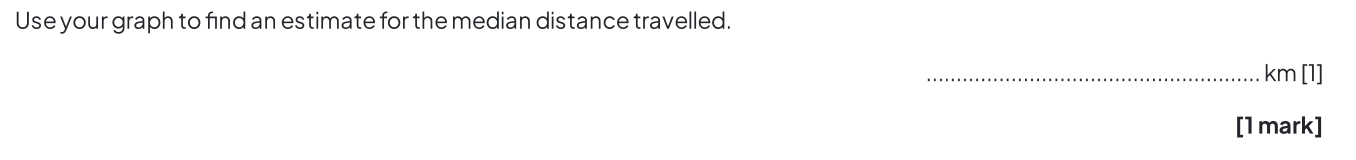 Use your graph to find an estimate for the median distance travelled.
....................................................... km [1]
[1 mark]